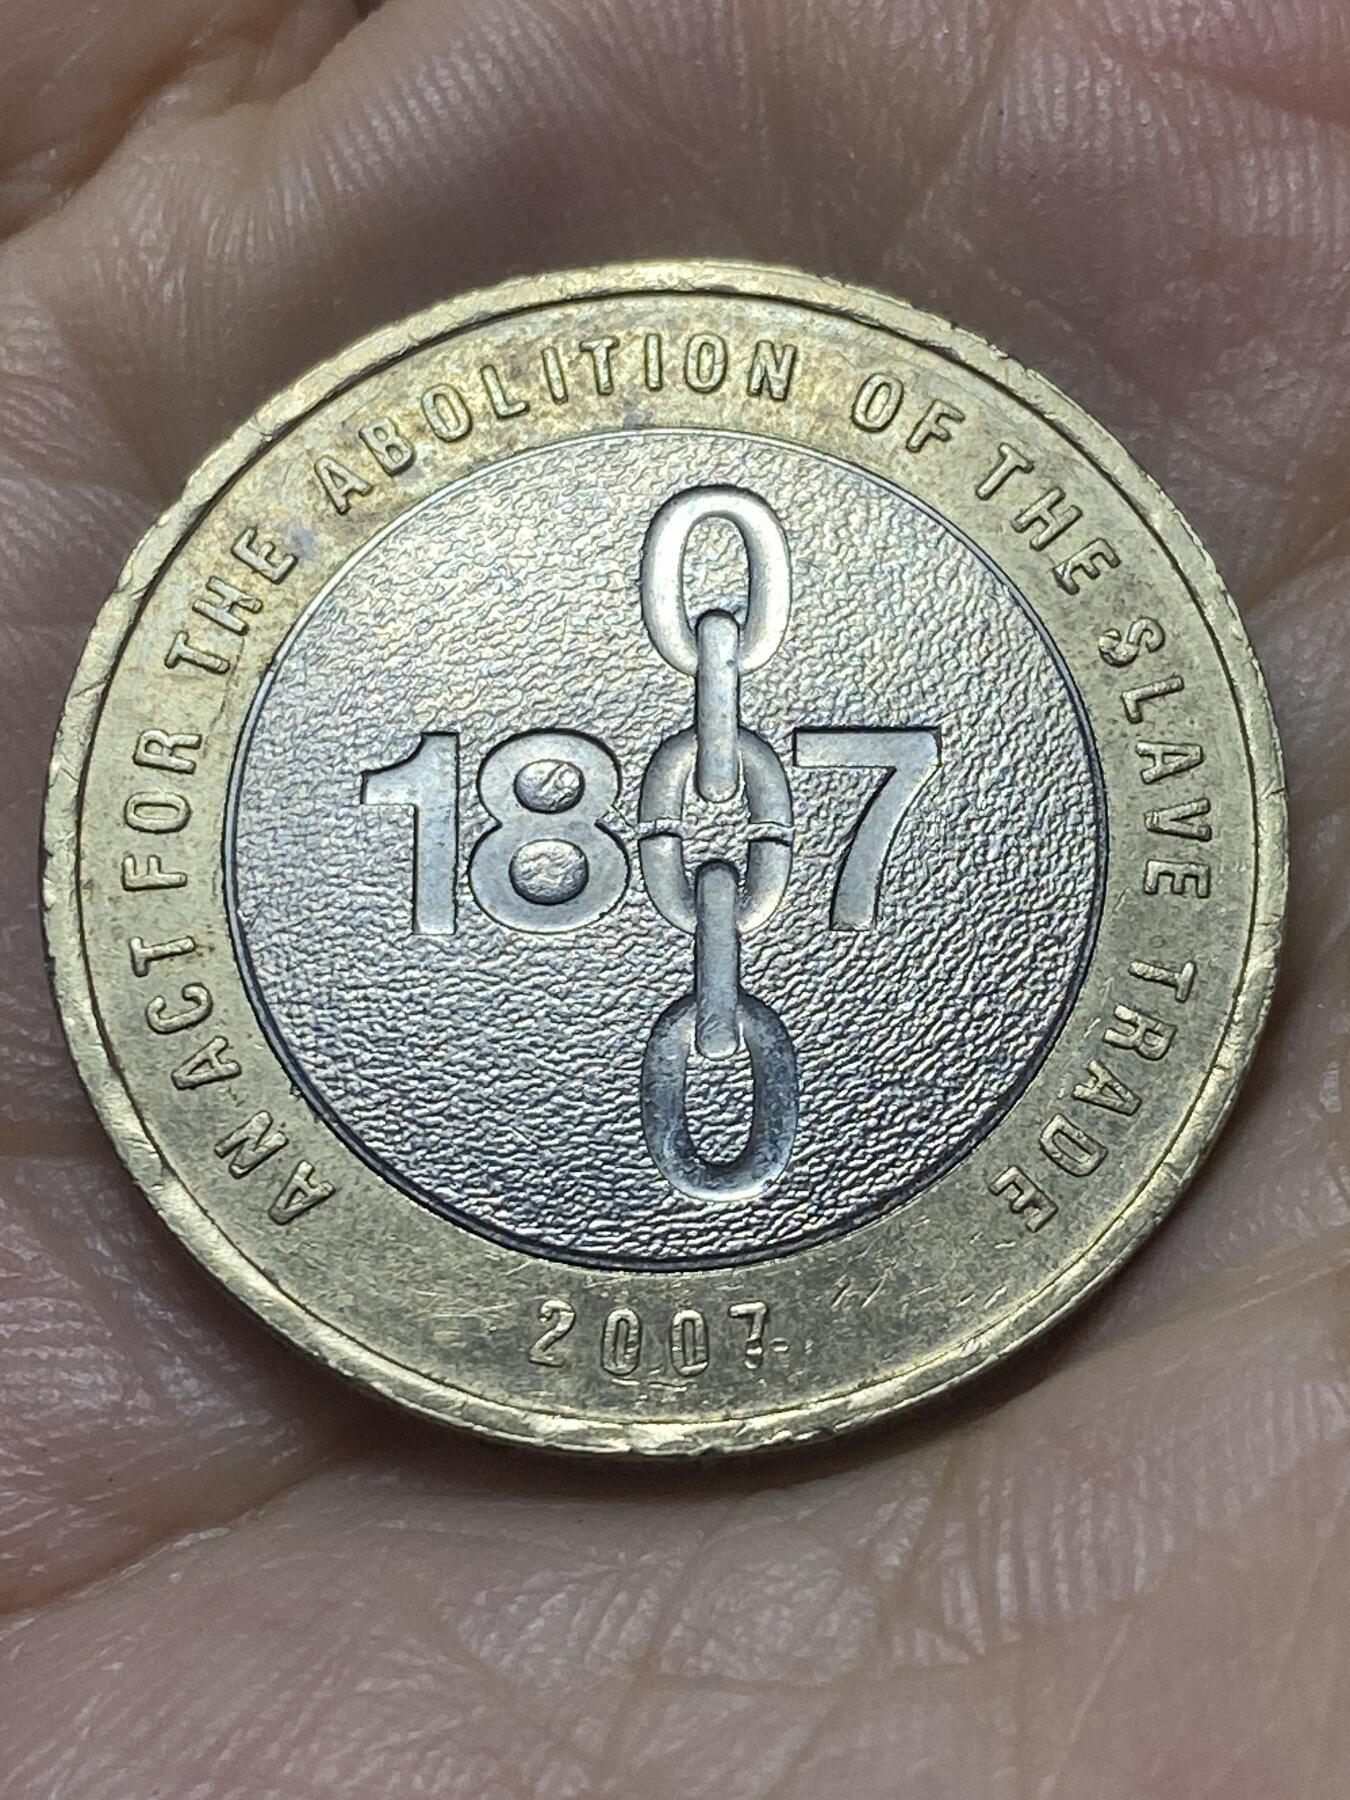 AN ACT FOR THE ABOLITION OF THE SLAVE TRADE
1807
2007